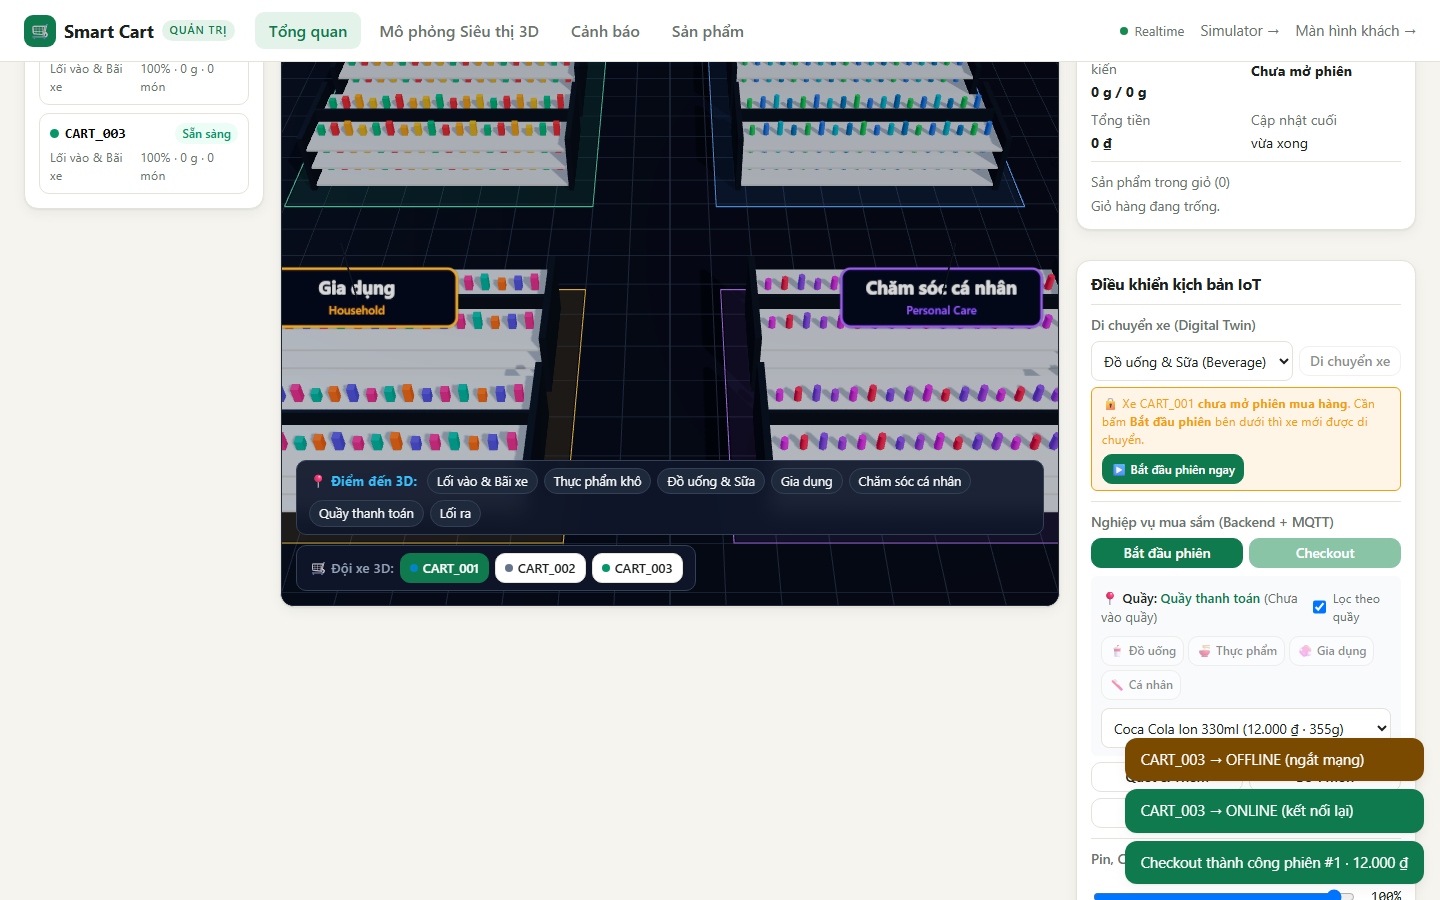 Smart Cart
QUẢN TRỊ
Tổng quan
Mô phỏng Siêu thị 3D
Cảnh báo
Sản phẩm
Realtime
Simulator →
Màn hình khách →
Lối vào & Bãi
xe
100% · 0 g · 0
món
CART_003
Sẵn sàng
Lối vào & Bãi
xe
100% · 0 g · 0
món
Gia dụng
Household
Chăm sóc cá nhân
Personal Care
📍 Điểm đến 3D:
Lối vào & Bãi xe
Thực phẩm khô
Đồ uống & Sữa
Gia dụng
Chăm sóc cá nhân
Quầy thanh toán
Lối ra
🛒 Đội xe 3D:
CART_001
CART_002
CART_003
kiến
0 g / 0 g
Chưa mở phiên
Tổng tiền
0 ₫
Cập nhật cuối
vừa xong
Sản phẩm trong giỏ (0)
Giỏ hàng đang trống.
Điều khiển kịch bản IoT
Di chuyển xe (Digital Twin)
Đồ uống & Sữa (Beverage)
Di chuyển xe
🔒 Xe CART_001 chưa mở phiên mua hàng. Cần
bấm Bắt đầu phiên bên dưới thì xe mới được di
chuyển.
▶️ Bắt đầu phiên ngay
Nghiệp vụ mua sắm (Backend + MQTT)
Bắt đầu phiên
Checkout
📍 Quầy: Quầy thanh toán (Chưa
vào quầy)
Lọc theo
quầy
Đồ uống
Thực phẩm
Gia dụng
Cá nhân
Coca Cola lon 330ml (12.000 ₫ · 355g)
CART_003 → OFFLINE (ngắt mạng)
CART_003 → ONLINE (kết nối lại)
Checkout thành công phiên #1 · 12.000 ₫
Pin,
100%